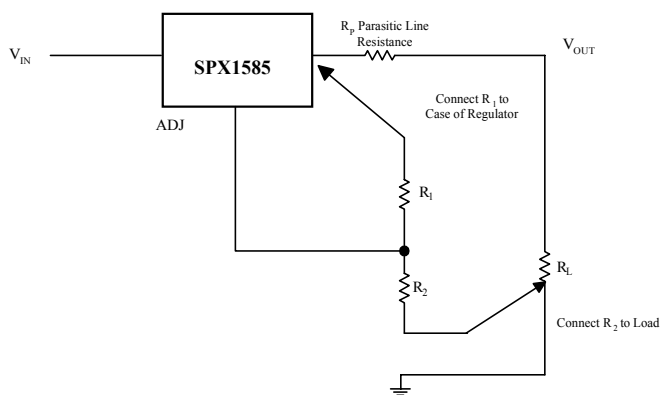 R_P Parasitic Line
Resistance
V_IN
V_OUT
SPX1585
Connect R_1 to
Case of Regulator
ADJ
R_1
R_2
R_L
Connect R_2 to Load